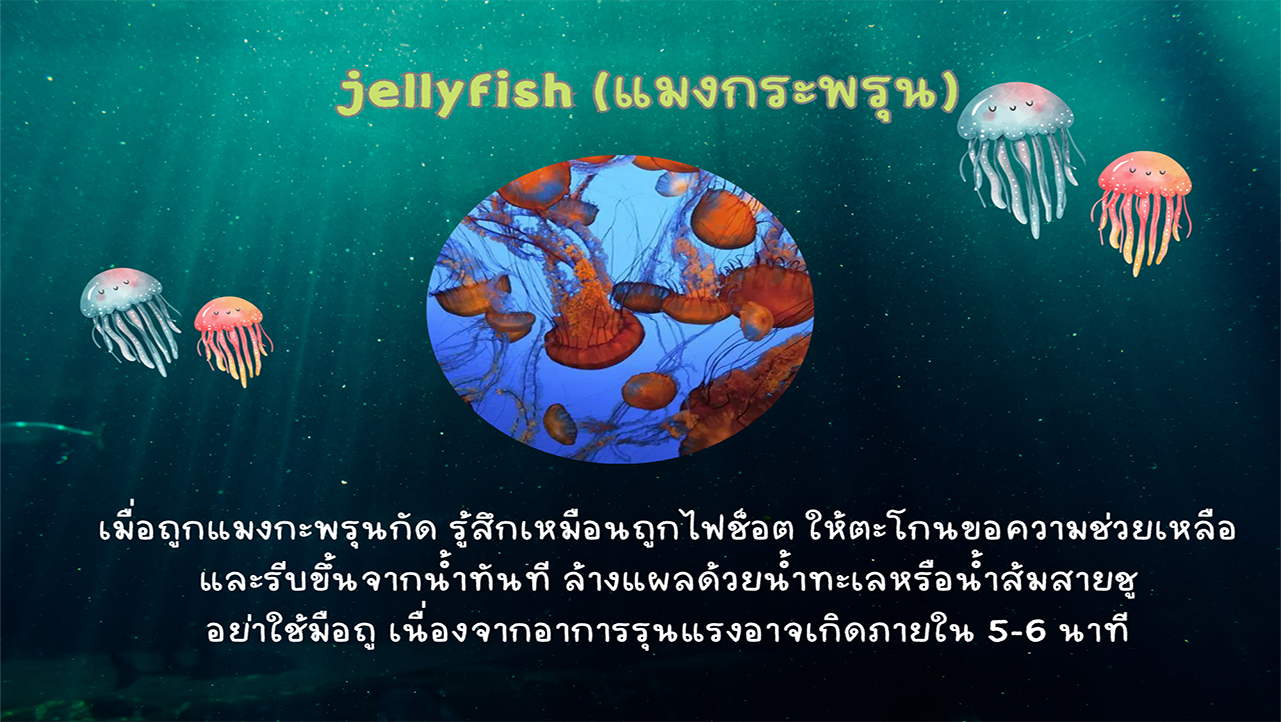 jellyfish (แมงกระพรุน)
เมื่อถูกแมงกะพรุนกัด รู้สึกเหมือนถูกไฟช็อต ให้ตะโกนขอความช่วยเหลือ
และรีบขึ้นจากน้ำทันที ล้างแผลด้วยน้ำทะเลหรือน้ำส้มสายชู
อย่าใช้มือถู เนื่องจากอาการรุนแรงอาจเกิดภายใน 5-6 นาที